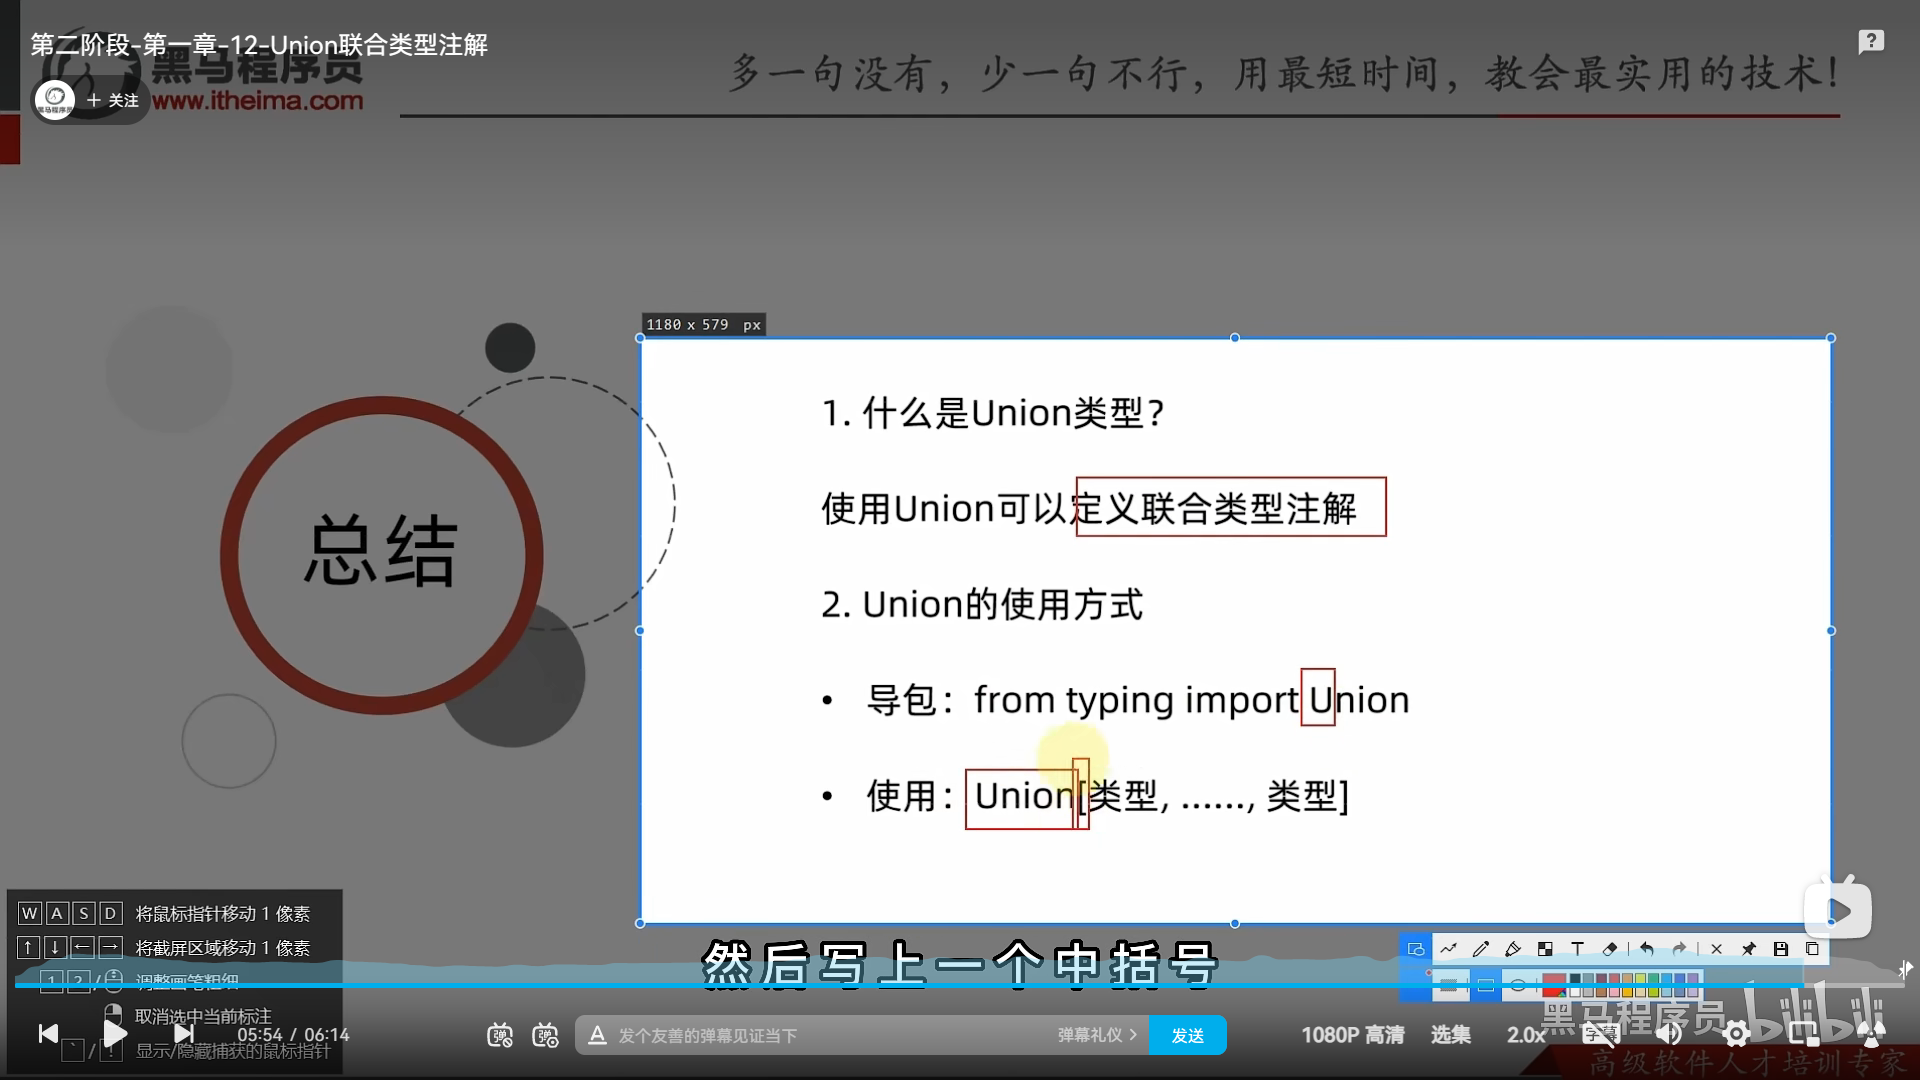 第二阶段-第一章-12-Union联合类型注解
黑马程序员
www.itheima.com
+ 关注
多一句没有，少一句不行，用最短时间，教会最实用的技术！
1180 x 579 px
总结
1. 什么是Union类型？
使用Union可以定义联合类型注解
2. Union的使用方式
• 导包：from typing import Union
• 使用：Union[类型, ......, 类型]
W A S D 将鼠标指针移动 1 像素
↑ ↓ ← → 将截屏区域移动 1 像素
1 2 / 调整画笔粗细
取消选中当前标注
显示/隐藏捕获的鼠标指针
然后写上一个中括号
05:54 / 06:14
发个友善的弹幕见证当下
弹幕礼仪 >
发送
1080P 高清
选集
2.0x
字幕
黑马程序员 bilibili
高级软件人才培训专家